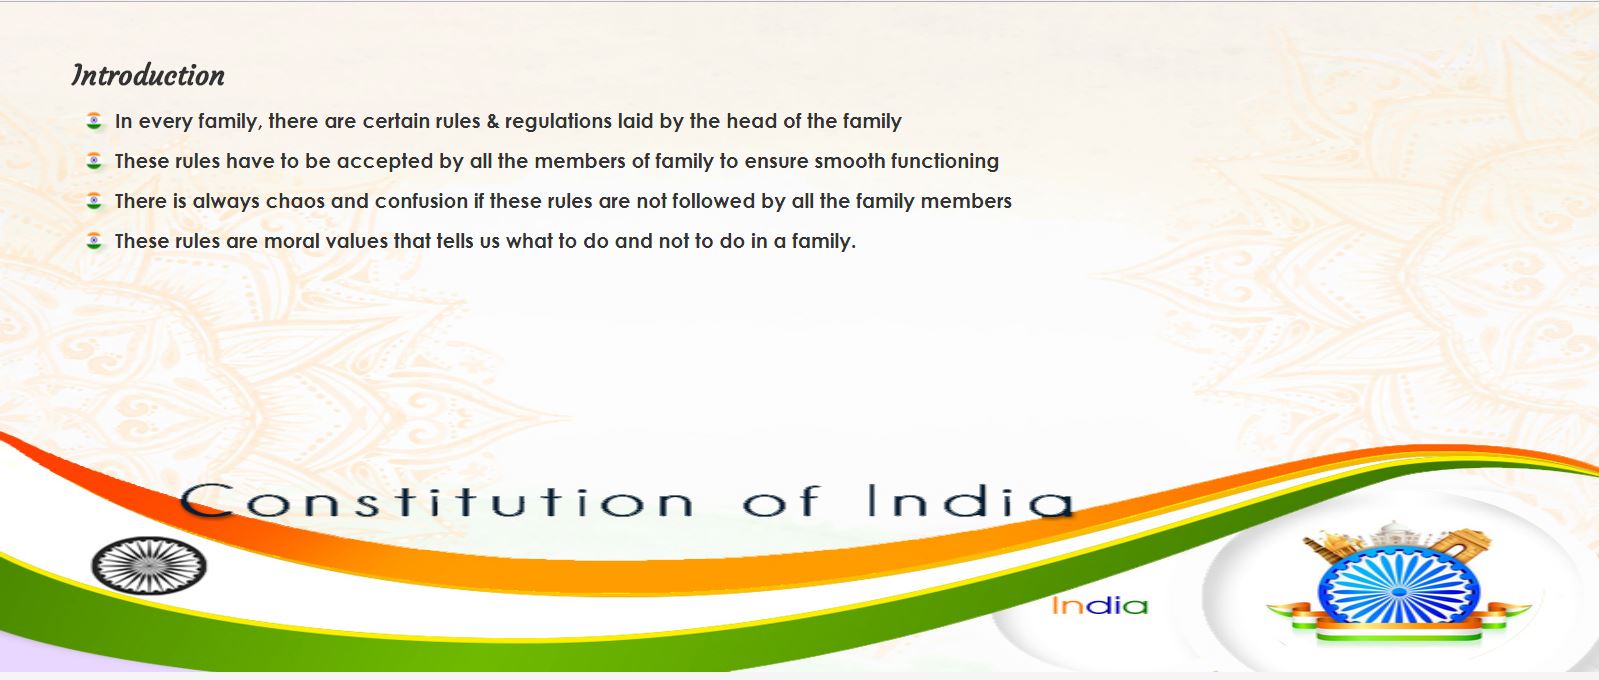 Introduction
In every family, there are certain rules & regulations laid by the head of the family
These rules have to be accepted by all the members of family to ensure smooth functioning
There is always chaos and confusion if these rules are not followed by all the family members
These rules are moral values that tells us what to do and not to do in a family.
Constitution of India
India